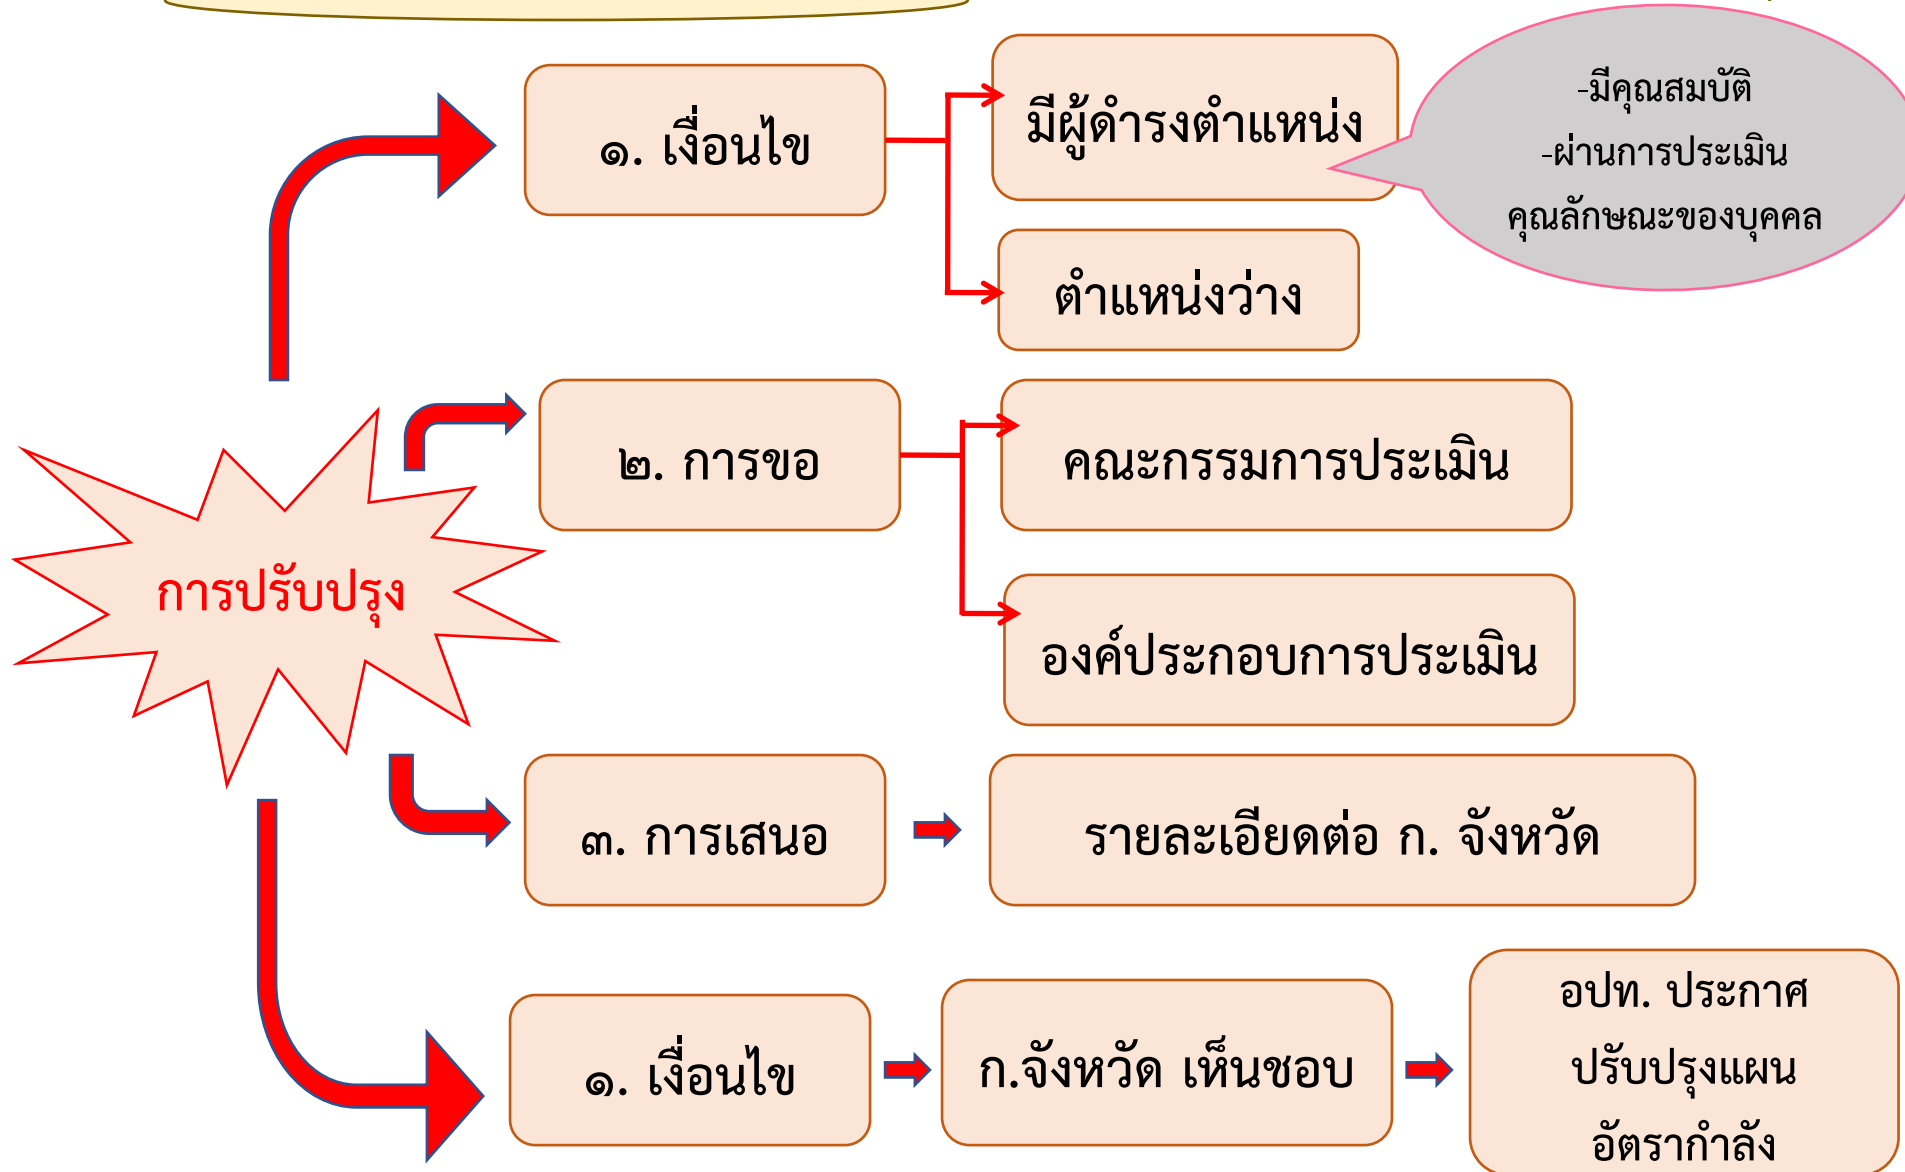 ๑. เงื่อนไข
มีผู้ดำรงตำแหน่ง
-มีคุณสมบัติ
-ผ่านการประเมิน
คุณลักษณะของบุคคล
ตำแหน่งว่าง
๒. การขอ
คณะกรรมการประเมิน
องค์ประกอบการประเมิน
การปรับปรุง
๓. การเสนอ
รายละเอียดต่อ ก. จังหวัด
๑. เงื่อนไข
ก.จังหวัด เห็นชอบ
อปท. ประกาศ
ปรับปรุงแผน
อัตรากำลัง